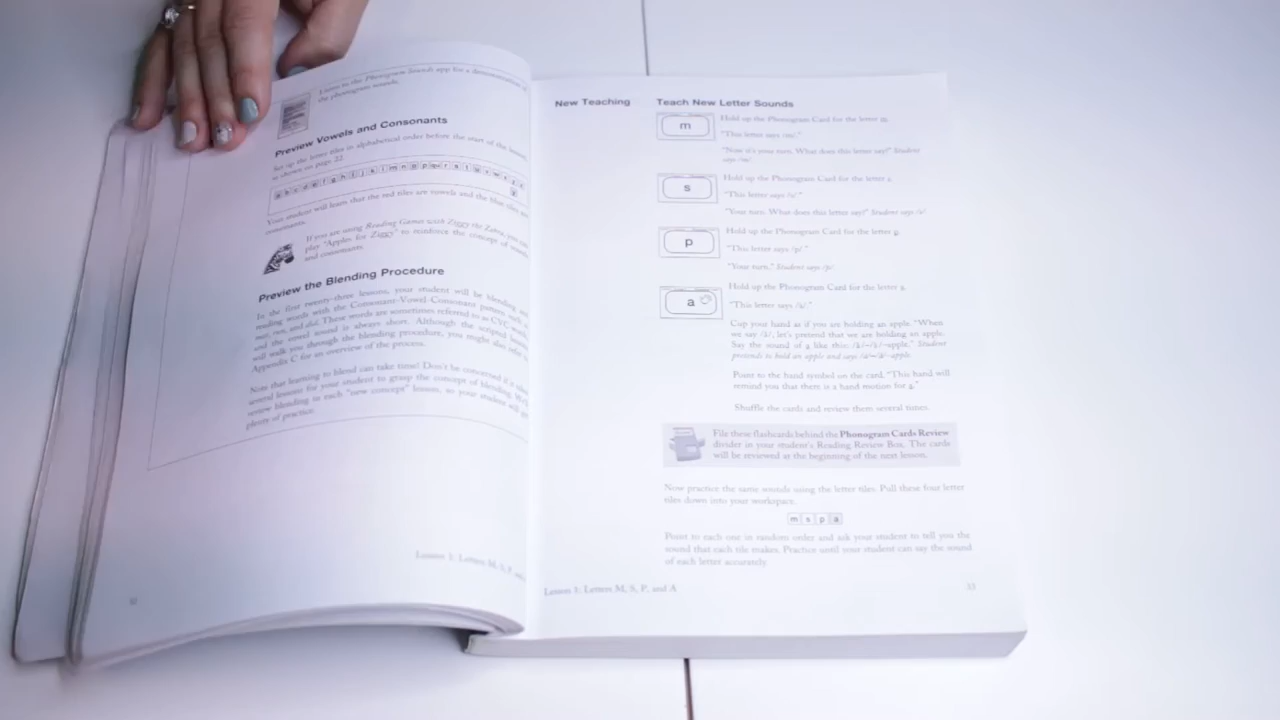 Listen to the Phonogram Sounds app for a demonstration of
the phonogram sounds.
Preview Vowels and Consonants
Set up the letter tiles in alphabetical order before the start of the lesson,
as shown on page 22.
a b c d e f g h i j k l m n o p qu r s t u v w x y z
y
Your student will learn that the red tiles are vowels and the blue tiles are
consonants.
If you are using Reading Games with Ziggy the Zebra, you can
play "Apples for Ziggy" to reinforce the concept of vowels
and consonants.
Preview the Blending Procedure
In the first twenty-three lessons, your student will be blending and
reading words with the Consonant-Vowel-Consonant pattern, such as
run, and These words are sometimes referred to as CVC words
and the vowel sound is always short. Although the scripted lessons
will walk you through the blending procedure, you might also refer to
Appendix C for an overview of the process.
Note that learning to blend can take time! Don't be concerned if it takes
several lessons for your student to grasp the concept of blending. We'll
review blending in each "new concept" lesson, so your student will get
plenty of practice.
Lesson 1: Letters M, S, P, and
New Teaching
Teach New Letter Sounds
m
Hold up the Phonogram Card for the letter m.
"This letter says /m/."
"Now it's your turn. What does this letter say?" Student
says /m/.
s
Hold up the Phonogram Card for the letter s.
"This letter says /s/."
"Your turn. What does this letter say?" Student says /s/.
p
Hold up the Phonogram Card for the letter p.
"This letter says /p/."
"Your turn." Student says /p/.
a
Hold up the Phonogram Card for the letter a.
"This letter says /ă/."
Cup your hand as if you are holding an apple. "When
we say /ă/, let's pretend that we are holding an apple.
Say the sound of a like this: /ă/–/ă/–apple." Student
pretends to hold an apple and says /ă/–/ă/–apple.
Point to the hand symbol on the card. "This hand will
remind you that there is a hand motion for a."
Shuffle the cards and review them several times.
File these flashcards behind the Phonogram Cards Review
divider in your student's Reading Review Box. The cards
will be reviewed at the beginning of the next lesson.
Now practice the same sounds using the letter tiles. Pull these four letter
tiles down into your workspace.
m s p a
Point to each one in random order and ask your student to tell you the
sound that each tile makes. Practice until your student can say the sound
of each letter accurately.
Lesson 1: Letters M, S, P, and A